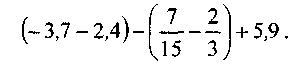 (−3,7 − 2,4) − (7/15 − 2/3) + 5,9.